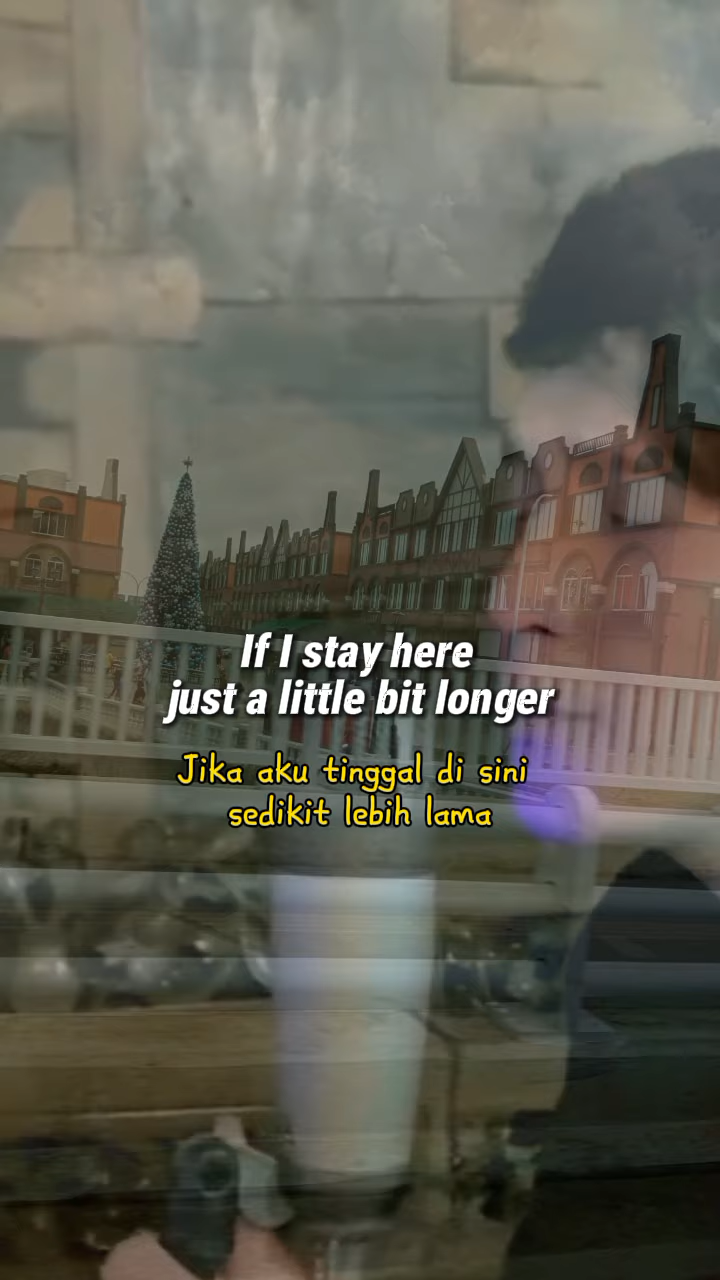 If I stay here
just a little bit longer
Jika aku tinggal di sini
sedikit lebih lama